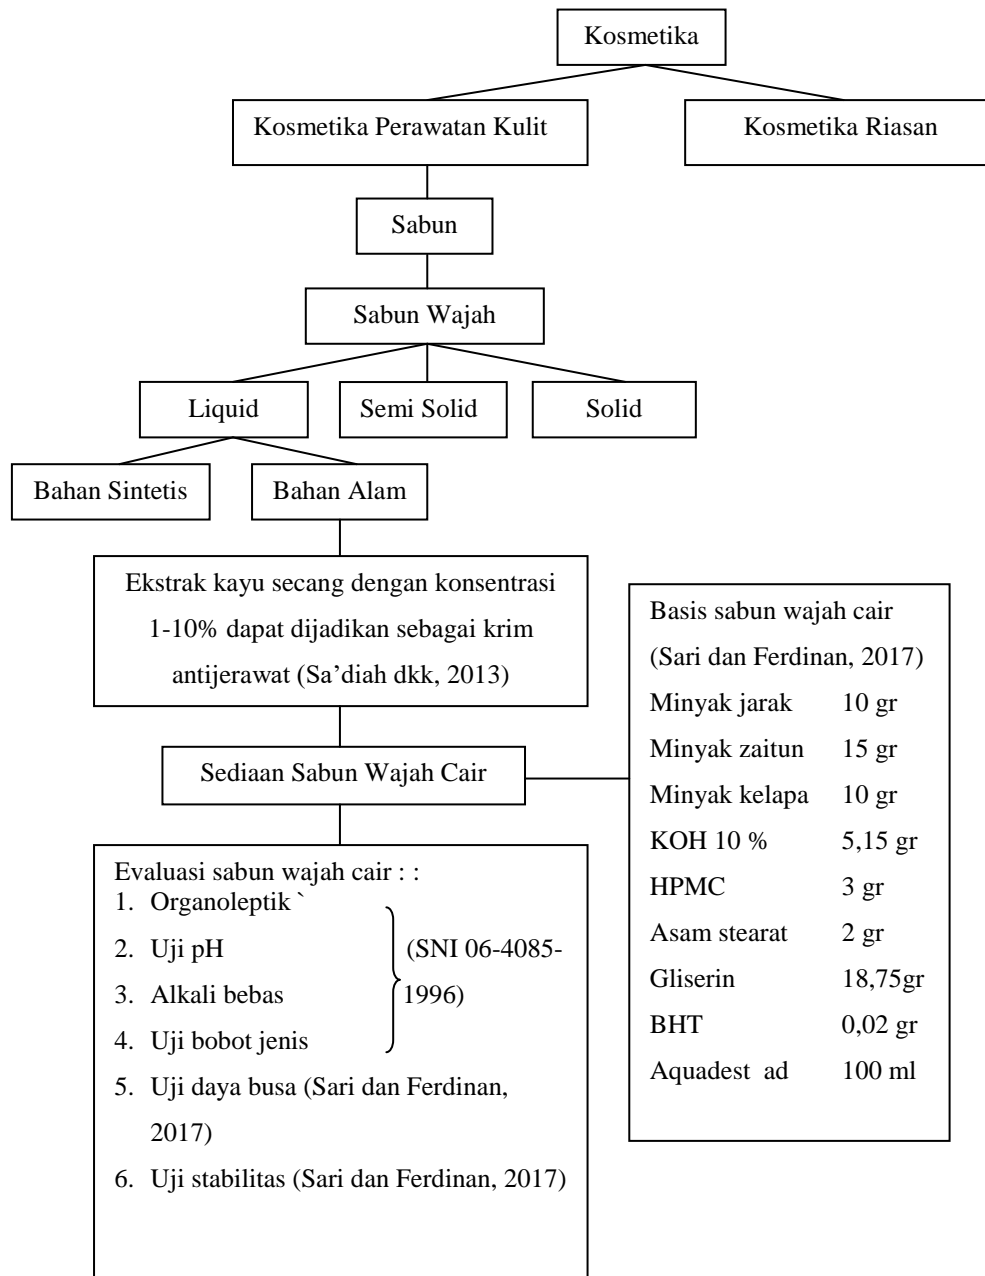 Kosmetika
Kosmetika Perawatan Kulit
Kosmetika Riasan
Sabun
Sabun Wajah
Liquid
Semi Solid
Solid
Bahan Sintetis
Bahan Alam
Ekstrak kayu secang dengan konsentrasi
1-10% dapat dijadikan sebagai krim
antijerawat (Sa’diah dkk, 2013)
Sediaan Sabun Wajah Cair
Basis sabun wajah cair
(Sari dan Ferdinan, 2017)
Minyak jarak 10 gr
Minyak zaitun 15 gr
Minyak kelapa 10 gr
KOH 10 % 5,15 gr
HPMC 3 gr
Asam stearat 2 gr
Gliserin 18,75gr
BHT 0,02 gr
Aquadest ad 100 ml
Evaluasi sabun wajah cair : :
1. Organoleptik `
2. Uji pH
3. Alkali bebas
4. Uji bobot jenis
(SNI 06-4085-
1996)
5. Uji daya busa (Sari dan Ferdinan,
2017)
6. Uji stabilitas (Sari dan Ferdinan, 2017)